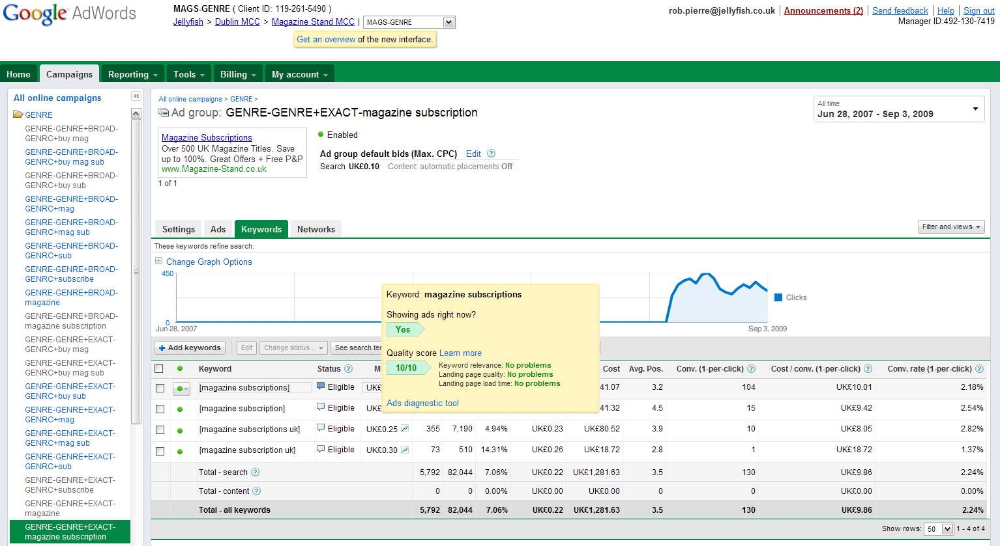 Google AdWords
MAGS-GENRE ( Client ID: 119-261-5490 )
Jellyfish > Dublin MCC > Magazine Stand MCC | MAGS-GENRE
Get an overview of the new interface.
rob.pierre@jellyfish.co.uk | Announcements (2) | Send feedback | Help | Sign out
Manager ID:492-130-7419
Home Campaigns Reporting Tools Billing My account
All online campaigns
GENRE
GENRE-GENRE+BROAD-
GENRC+buy mag
GENRE-GENRE+BROAD-
GENRC+buy mag sub
GENRE-GENRE+BROAD-
GENRC+buy sub
GENRE-GENRE+BROAD-
GENRC+mag
GENRE-GENRE+BROAD-
GENRC+mag sub
GENRE-GENRE+BROAD-
GENRC+sub
GENRE-GENRE+BROAD-
GENRC+subscribe
GENRE-GENRE+BROAD-
magazine
GENRE-GENRE+BROAD-
magazine subscription
GENRE-GENRE+EXACT-
GENRC+buy mag
GENRE-GENRE+EXACT-
GENRC+buy mag sub
GENRE-GENRE+EXACT-
GENRC+buy sub
GENRE-GENRE+EXACT-
GENRC+mag
GENRE-GENRE+EXACT-
GENRC+mag sub
GENRE-GENRE+EXACT-
GENRC+sub
GENRE-GENRE+EXACT-
GENRC+subscribe
GENRE-GENRE+EXACT-
magazine
GENRE-GENRE+EXACT-
magazine subscription
All online campaigns > GENRE >
Ad group: GENRE-GENRE+EXACT-magazine subscription
All time
Jun 28, 2007 - Sep 3, 2009
Magazine Subscriptions
Over 500 UK Magazine Titles. Save
up to 100%. Great Offers + Free P&P
www.Magazine-Stand.co.uk
1 of 1
Enabled
Ad group default bids (Max. CPC) Edit
Search UK£0.10 Content: automatic placements Off
Settings Ads Keywords Networks
Filter and views
These keywords refine search.
Change Graph Options
450
0
Jun 28, 2007
Sep 3, 2009
Clicks
Keyword: magazine subscriptions
Showing ads right now?
Yes
Quality score Learn more
10/10
Keyword relevance: No problems
Landing page quality: No problems
Landing page load time: No problems
Ads diagnostic tool
Add keywords Edit Change status... See search ter
Keyword Status Ma Cost Avg. Pos. Conv. (1-per-click) Cost / conv. (1-per-click) Conv. rate (1-per-click)
[magazine subscriptions] Eligible UK£ 41.07 3.2 104 UK£10.01 2.18%
[magazine subscription] Eligible UK£ 41.32 4.5 15 UK£9.42 2.54%
[magazine subscriptions uk] Eligible UK£0.25 355 7,190 4.94% UK£0.23 UK£80.52 3.9 10 UK£8.05 2.82%
[magazine subscription uk] Eligible UK£0.30 73 510 14.31% UK£0.26 UK£18.72 2.8 1 UK£18.72 1.37%
Total - search 5,792 82,044 7.06% UK£0.22 UK£1,281.63 3.5 130 UK£9.86 2.24%
Total - content 0 0 0.00% UK£0.00 UK£0.00 0 0 UK£0.00 0.00%
Total - all keywords 5,792 82,044 7.06% UK£0.22 UK£1,281.63 3.5 130 UK£9.86 2.24%
Show rows: 50 1 - 4 of 4